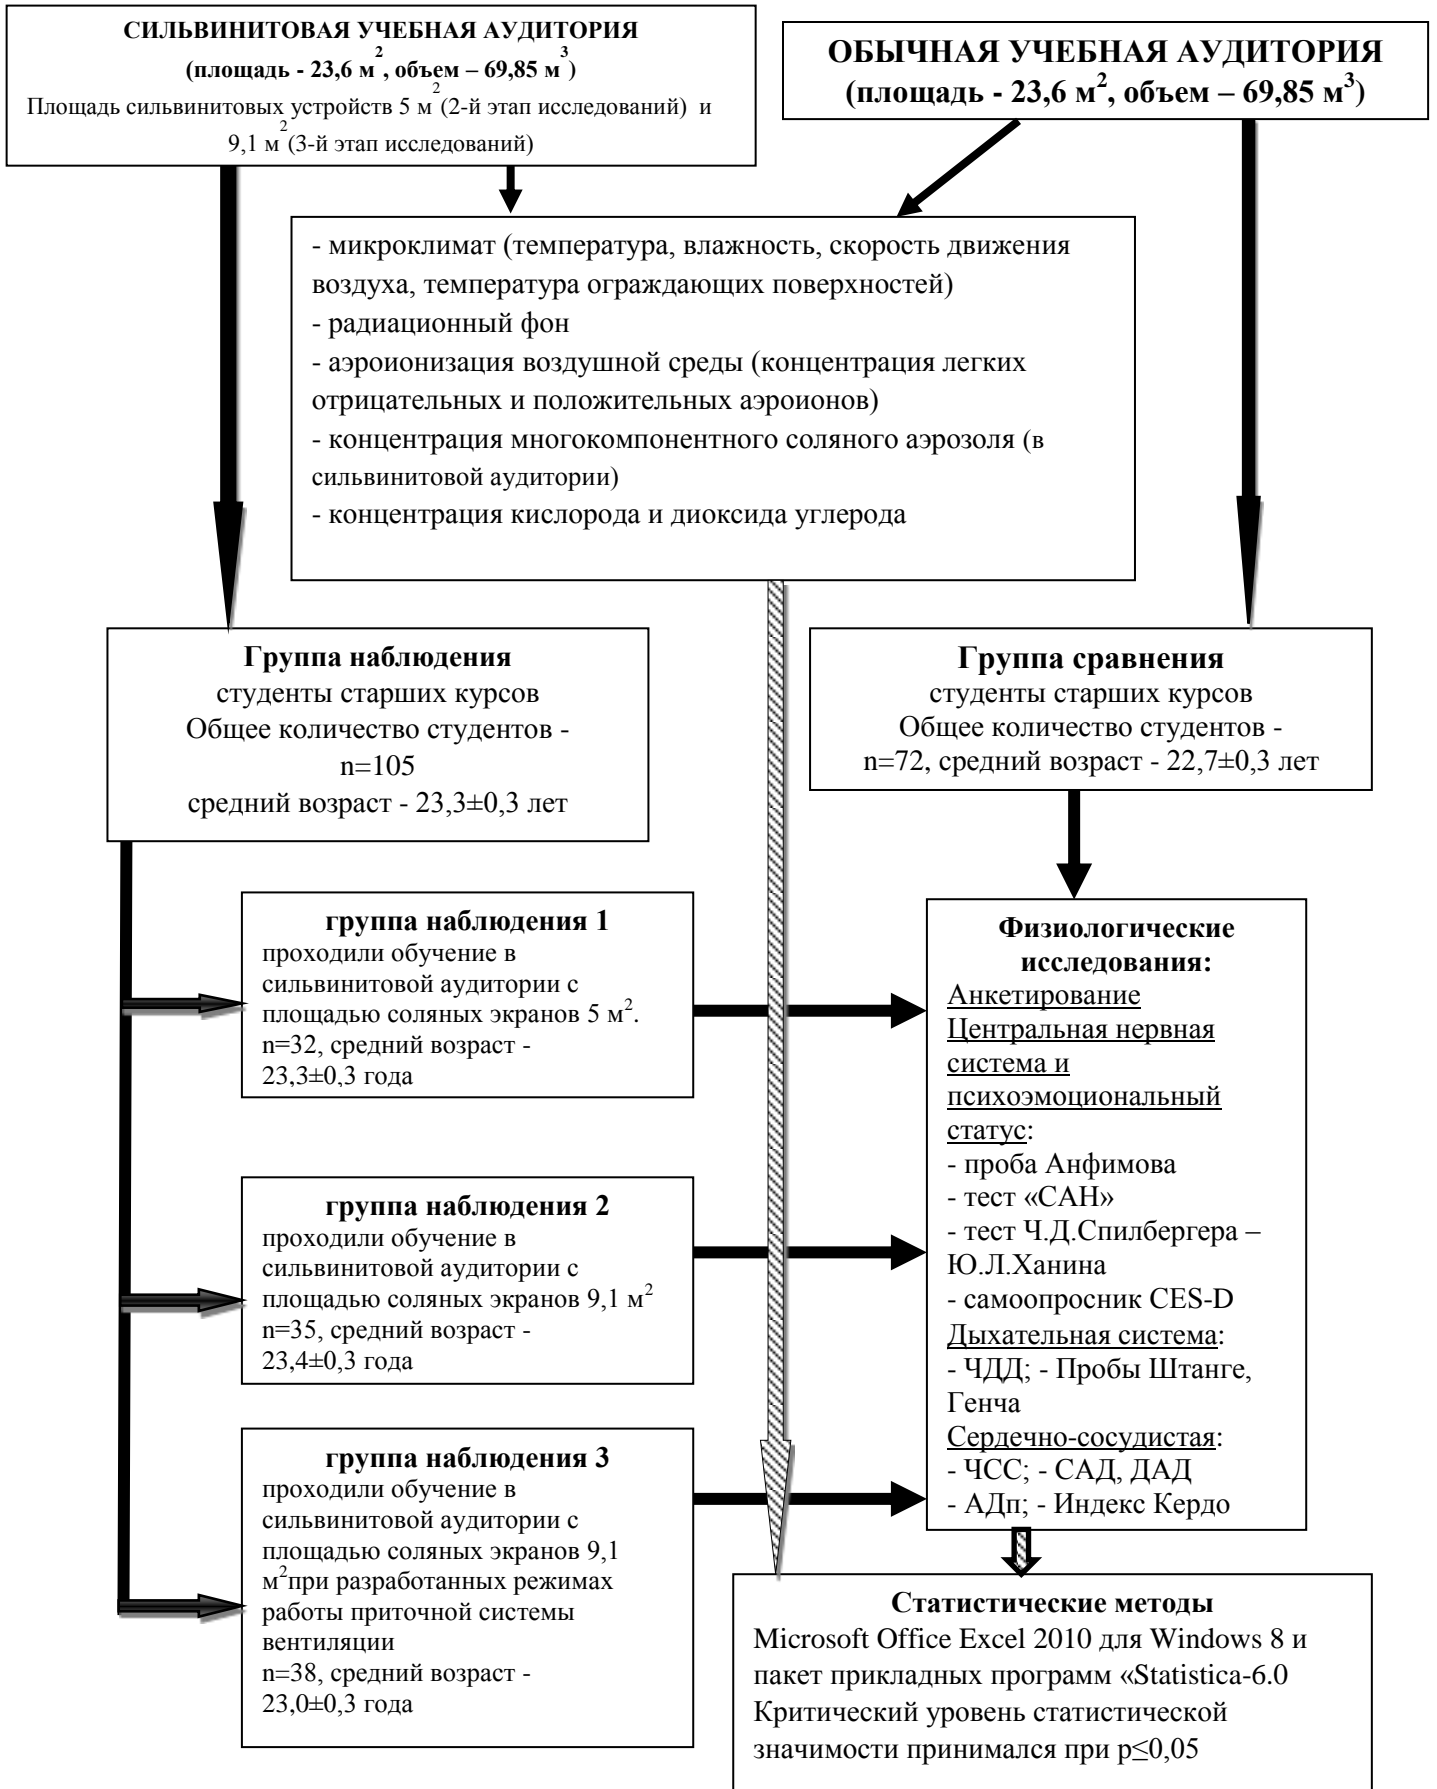 СИЛЬВИНИТОВАЯ УЧЕБНАЯ АУДИТОРИЯ
(площадь - 23,6 м², объем – 69,85 м³)
Площадь сильвинитовых устройств 5 м²(2-й этап исследований) и
9,1 м²(3-й этап исследований)
ОБЫЧНАЯ УЧЕБНАЯ АУДИТОРИЯ
(площадь - 23,6 м², объем – 69,85 м³)
- микроклимат (температура, влажность, скорость движения
воздуха, температура ограждающих поверхностей)
- радиационный фон
- аэроионизация воздушной среды (концентрация легких
отрицательных и положительных аэроионов)
- концентрация многокомпонентного соляного аэрозоля (в
сильвинитовой аудитории)
- концентрация кислорода и диоксида углерода
Группа наблюдения
студенты старших курсов
Общее количество студентов -
n=105
средний возраст - 23,3±0,3 лет
Группа сравнения
студенты старших курсов
Общее количество студентов -
n=72, средний возраст - 22,7±0,3 лет
группа наблюдения 1
проходили обучение в
сильвинитовой аудитории с
площадью соляных экранов 5 м².
n=32, средний возраст -
23,3±0,3 года
группа наблюдения 2
проходили обучение в
сильвинитовой аудитории с
площадью соляных экранов 9,1 м²
n=35, средний возраст -
23,4±0,3 года
группа наблюдения 3
проходили обучение в
сильвинитовой аудитории с
площадью соляных экранов 9,1
м²при разработанных режимах
работы приточной системы
вентиляции
n=38, средний возраст -
23,0±0,3 года
Физиологические
исследования:
Анкетирование
Центральная нервная
система и
психоэмоциональный
статус:
- проба Анфимова
- тест «САН»
- тест Ч.Д.Спилбергера –
Ю.Л.Ханина
- самоопросник CES-D
Дыхательная система:
- ЧДД; - Пробы Штанге,
Генча
Сердечно-сосудистая:
- ЧСС; - САД, ДАД
- АДп; - Индекс Кердо
Статистические методы
Microsoft Office Excel 2010 для Windows 8 и
пакет прикладных программ «Statistica-6.0
Критический уровень статистической
значимости принимался при p≤0,05